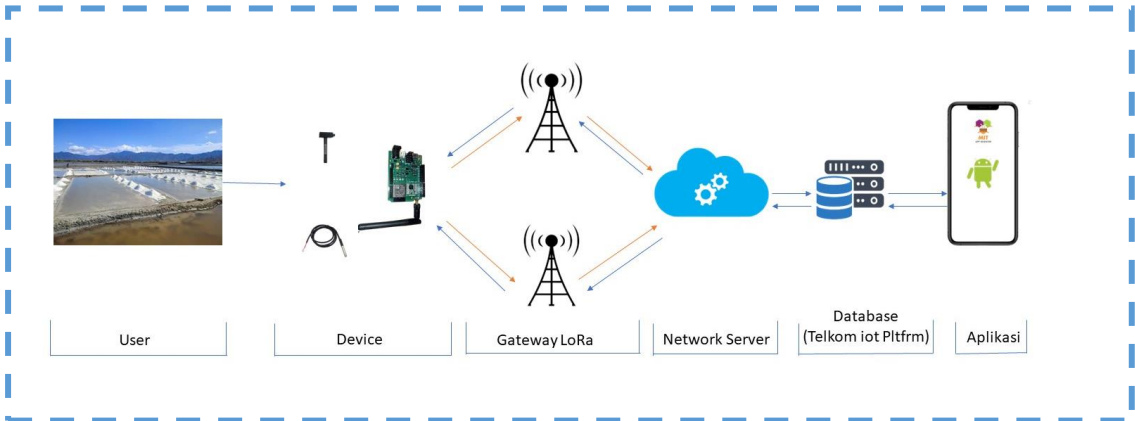 User
Device
Gateway LoRa
Network Server
Database
(Telkom iot Pltfrm)
Aplikasi